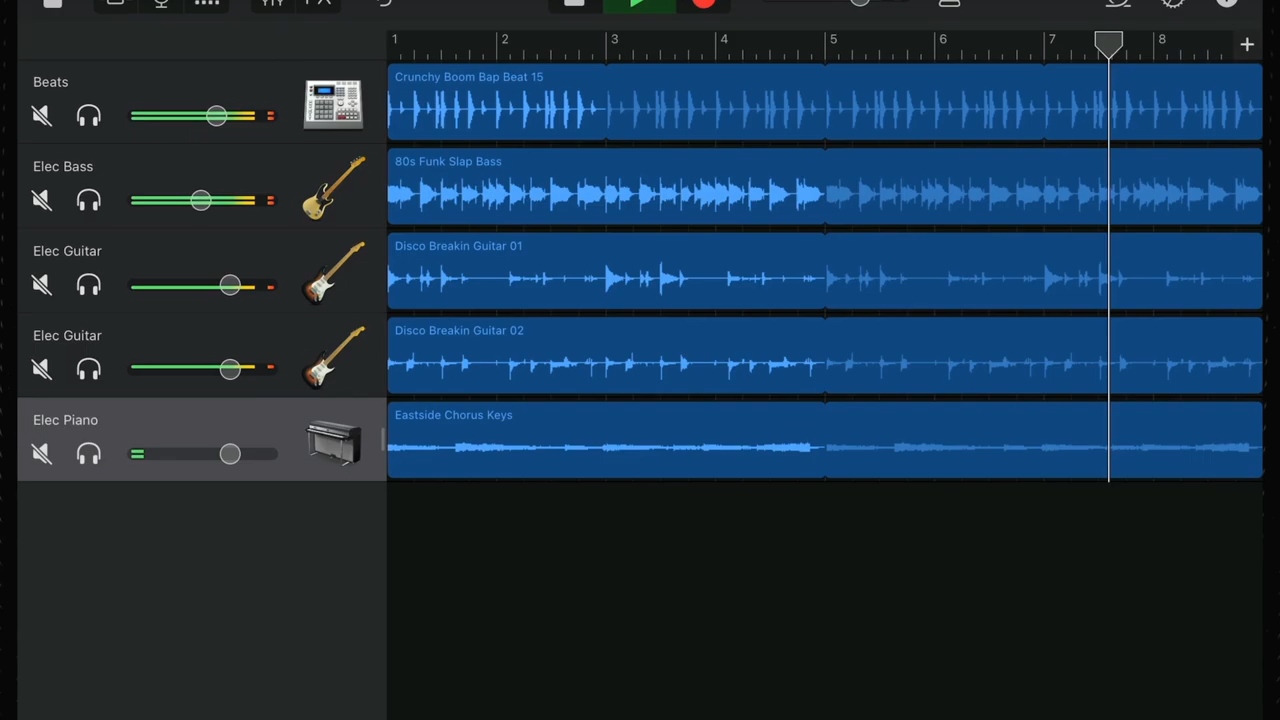 1 2 3 4 5 6 7 8 +
Beats
Crunchy Boom Bap Beat 15
Elec Bass
80s Funk Slap Bass
Elec Guitar
Disco Breakin Guitar 01
Elec Guitar
Disco Breakin Guitar 02
Elec Piano
Eastside Chorus Keys